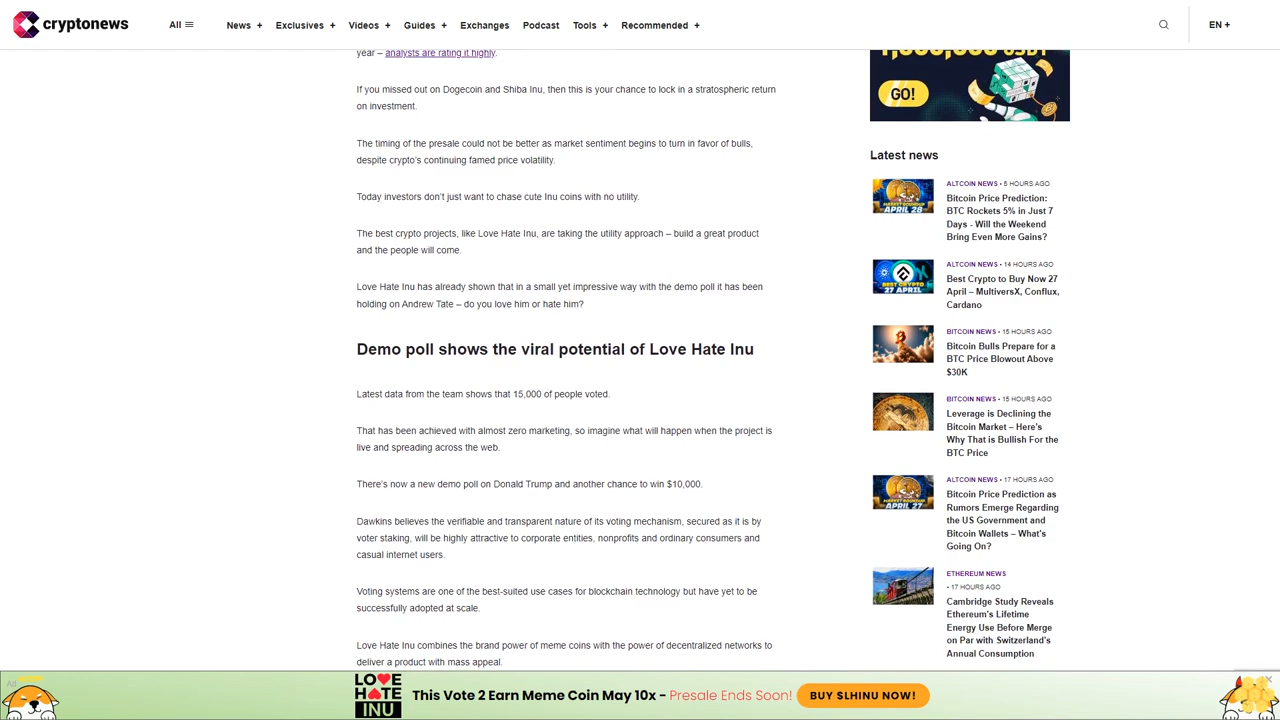 cryptonews
All
News +
Exclusives +
Videos +
Guides +
Exchanges
Podcast
Tools +
Recommended +
EN +
year – analysts are rating it highly.
If you missed out on Dogecoin and Shiba Inu, then this is your chance to lock in a stratospheric return
on investment.
The timing of the presale could not be better as market sentiment begins to turn in favor of bulls,
despite crypto's continuing famed price volatility.
Today investors don't just want to chase cute Inu coins with no utility.
The best crypto projects, like Love Hate Inu, are taking the utility approach – build a great product
and the people will come.
Love Hate Inu has already shown that in a small yet impressive way with the demo poll it has been
holding on Andrew Tate – do you love him or hate him?
Demo poll shows the viral potential of Love Hate Inu
Latest data from the team shows that 15,000 of people voted.
That has been achieved with almost zero marketing, so imagine what will happen when the project is
live and spreading across the web.
There's now a new demo poll on Donald Trump and another chance to win $10,000.
Dawkins believes the verifiable and transparent nature of its voting mechanism, secured as it is by
voter staking, will be highly attractive to corporate entities, nonprofits and ordinary consumers and
casual internet users.
Voting systems are one of the best-suited use cases for blockchain technology but have yet to be
successfully adopted at scale.
Love Hate Inu combines the brand power of meme coins with the power of decentralized networks to
deliver a product with mass appeal.
1,000,000 USDT
GO!
Latest news
MARKET ROUNDUP
APRIL 28
ALTCOIN NEWS • 5 HOURS AGO
Bitcoin Price Prediction:
BTC Rockets 5% in Just 7
Days - Will the Weekend
Bring Even More Gains?
BEST CRYPTO
27 APRIL
ALTCOIN NEWS • 14 HOURS AGO
Best Crypto to Buy Now 27
April – MultiversX, Conflux,
Cardano
BITCOIN NEWS • 15 HOURS AGO
Bitcoin Bulls Prepare for a
BTC Price Blowout Above
$30K
BITCOIN NEWS • 15 HOURS AGO
Leverage is Declining the
Bitcoin Market – Here's
Why That is Bullish For the
BTC Price
MARKET ROUNDUP
APRIL 27
ALTCOIN NEWS • 17 HOURS AGO
Bitcoin Price Prediction as
Rumors Emerge Regarding
the US Government and
Bitcoin Wallets – What's
Going On?
ETHEREUM NEWS
• 17 HOURS AGO
Cambridge Study Reveals
Ethereum's Lifetime
Energy Use Before Merge
on Par with Switzerland's
Annual Consumption
Ad
LOVE
HATE
INU
This Vote 2 Earn Meme Coin May 10x - Presale Ends Soon!
BUY $LHINU NOW!